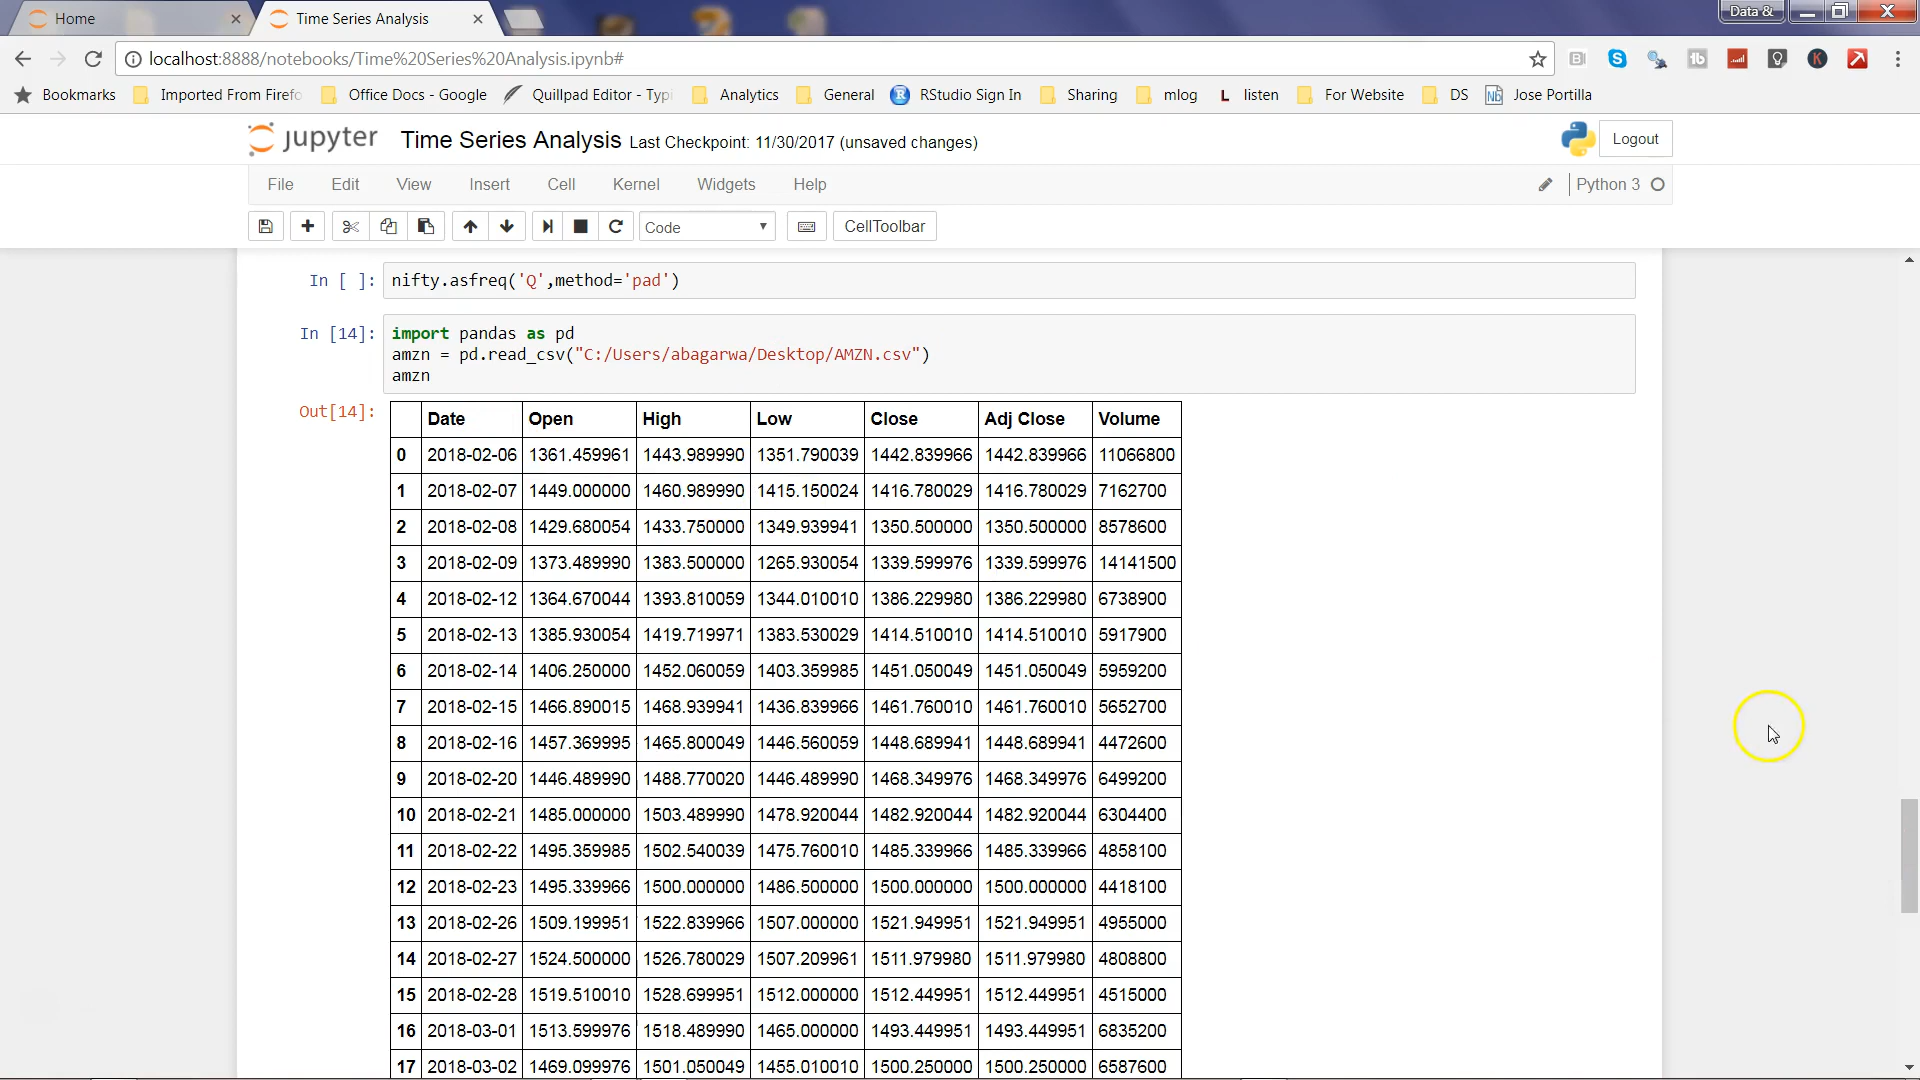 Home
Time Series Analysis
Data &
localhost:8888/notebooks/Time%20Series%20Analysis.ipynb#
Bookmarks Imported From Firefo Office Docs - Google Quillpad Editor - Typi Analytics General RStudio Sign In Sharing mlog L listen For Website DS Nb Jose Portilla
jupyter Time Series Analysis Last Checkpoint: 11/30/2017 (unsaved changes) Logout
File Edit View Insert Cell Kernel Widgets Help Python 3
Code CellToolbar
In [ ]: nifty.asfreq('Q',method='pad')
In [14]: import pandas as pd
amzn = pd.read_csv("C:/Users/abagarwa/Desktop/AMZN.csv")
amzn
Out[14]:
Date Open High Low Close Adj Close Volume
0 2018-02-06 1361.459961 1443.989990 1351.790039 1442.839966 1442.839966 11066800
1 2018-02-07 1449.000000 1460.989990 1415.150024 1416.780029 1416.780029 7162700
2 2018-02-08 1429.680054 1433.750000 1349.939941 1350.500000 1350.500000 8578600
3 2018-02-09 1373.489990 1383.500000 1265.930054 1339.599976 1339.599976 14141500
4 2018-02-12 1364.670044 1393.810059 1344.010010 1386.229980 1386.229980 6738900
5 2018-02-13 1385.930054 1419.719971 1383.530029 1414.510010 1414.510010 5917900
6 2018-02-14 1406.250000 1452.060059 1403.359985 1451.050049 1451.050049 5959200
7 2018-02-15 1466.890015 1468.939941 1436.839966 1461.760010 1461.760010 5652700
8 2018-02-16 1457.369995 1465.800049 1446.560059 1448.689941 1448.689941 4472600
9 2018-02-20 1446.489990 1488.770020 1446.489990 1468.349976 1468.349976 6499200
10 2018-02-21 1485.000000 1503.489990 1478.920044 1482.920044 1482.920044 6304400
11 2018-02-22 1495.359985 1502.540039 1475.760010 1485.339966 1485.339966 4858100
12 2018-02-23 1495.339966 1500.000000 1486.500000 1500.000000 1500.000000 4418100
13 2018-02-26 1509.199951 1522.839966 1507.000000 1521.949951 1521.949951 4955000
14 2018-02-27 1524.500000 1526.780029 1507.209961 1511.979980 1511.979980 4808800
15 2018-02-28 1519.510010 1528.699951 1512.000000 1512.449951 1512.449951 4515000
16 2018-03-01 1513.599976 1518.489990 1465.000000 1493.449951 1493.449951 6835200
17 2018-03-02 1469.099976 1501.050049 1455.010010 1500.250000 1500.250000 6587600